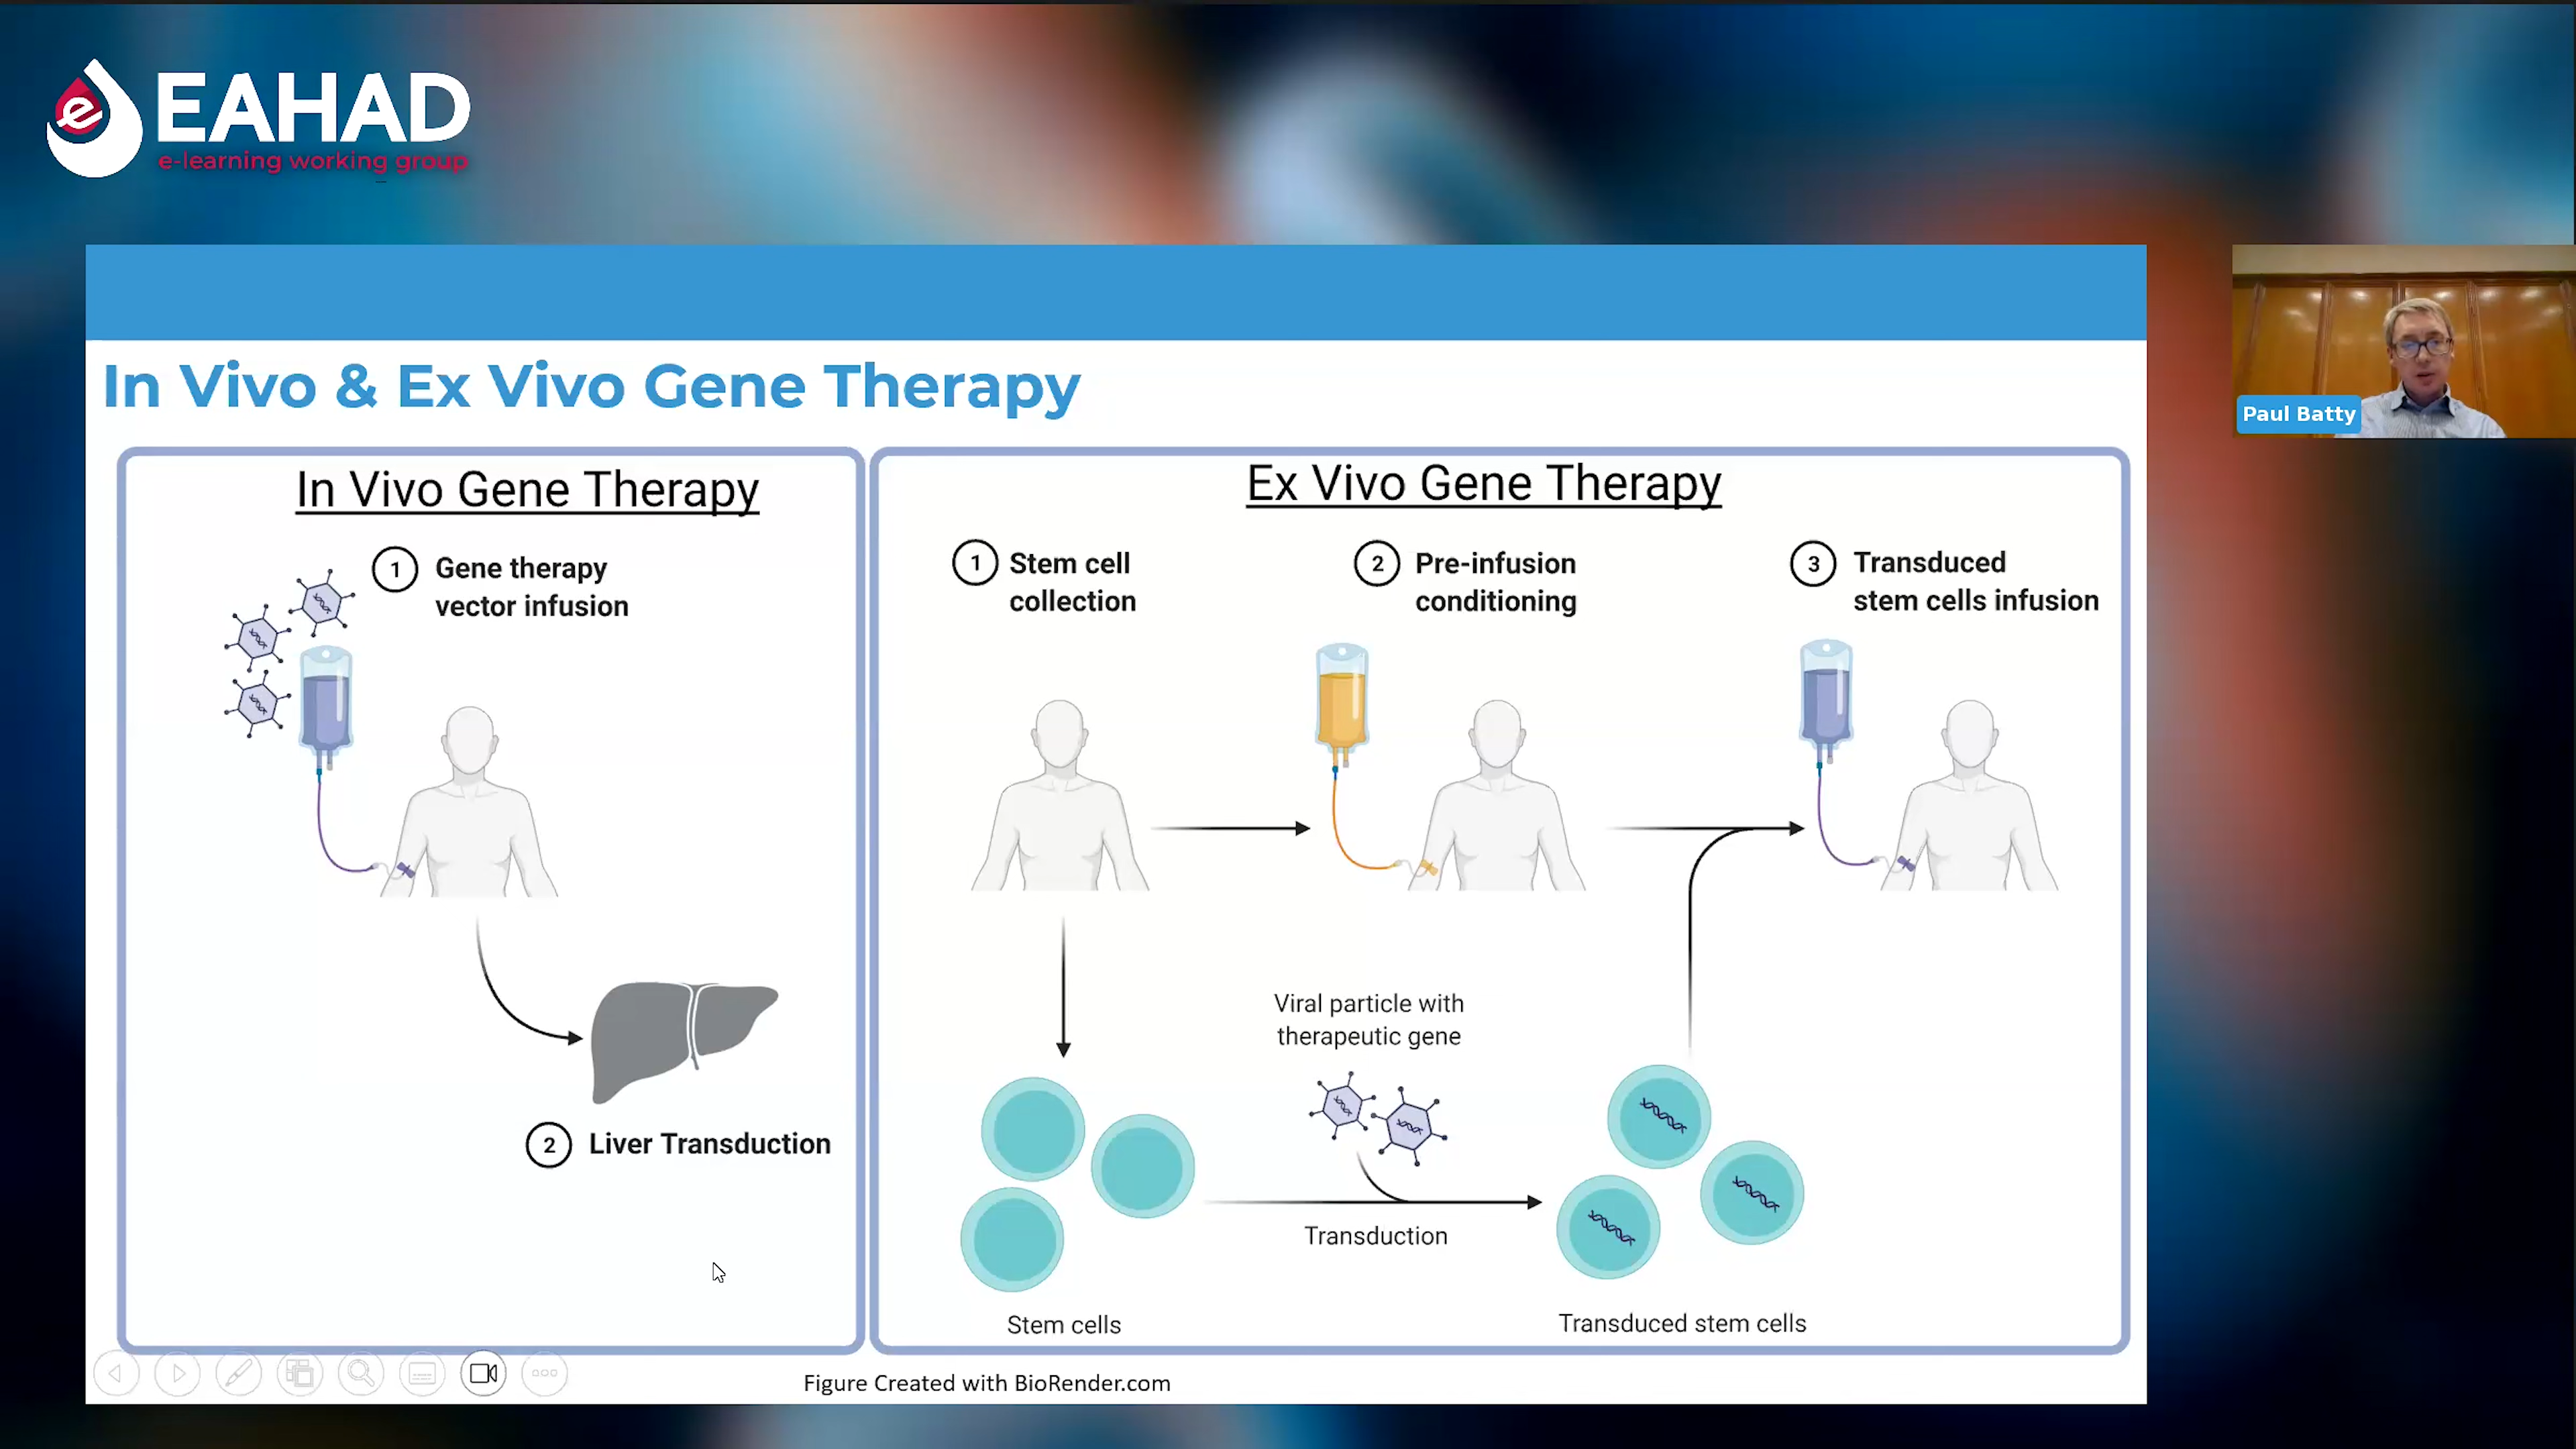 EAHAD
e-learning working group
Paul Batty
In Vivo & Ex Vivo Gene Therapy
In Vivo Gene Therapy
1
Gene therapy
vector infusion
2
Liver Transduction
Ex Vivo Gene Therapy
1
Stem cell
collection
2
Pre-infusion
conditioning
3
Transduced
stem cells infusion
Viral particle with
therapeutic gene
Transduction
Stem cells
Transduced stem cells
Figure Created with BioRender.com